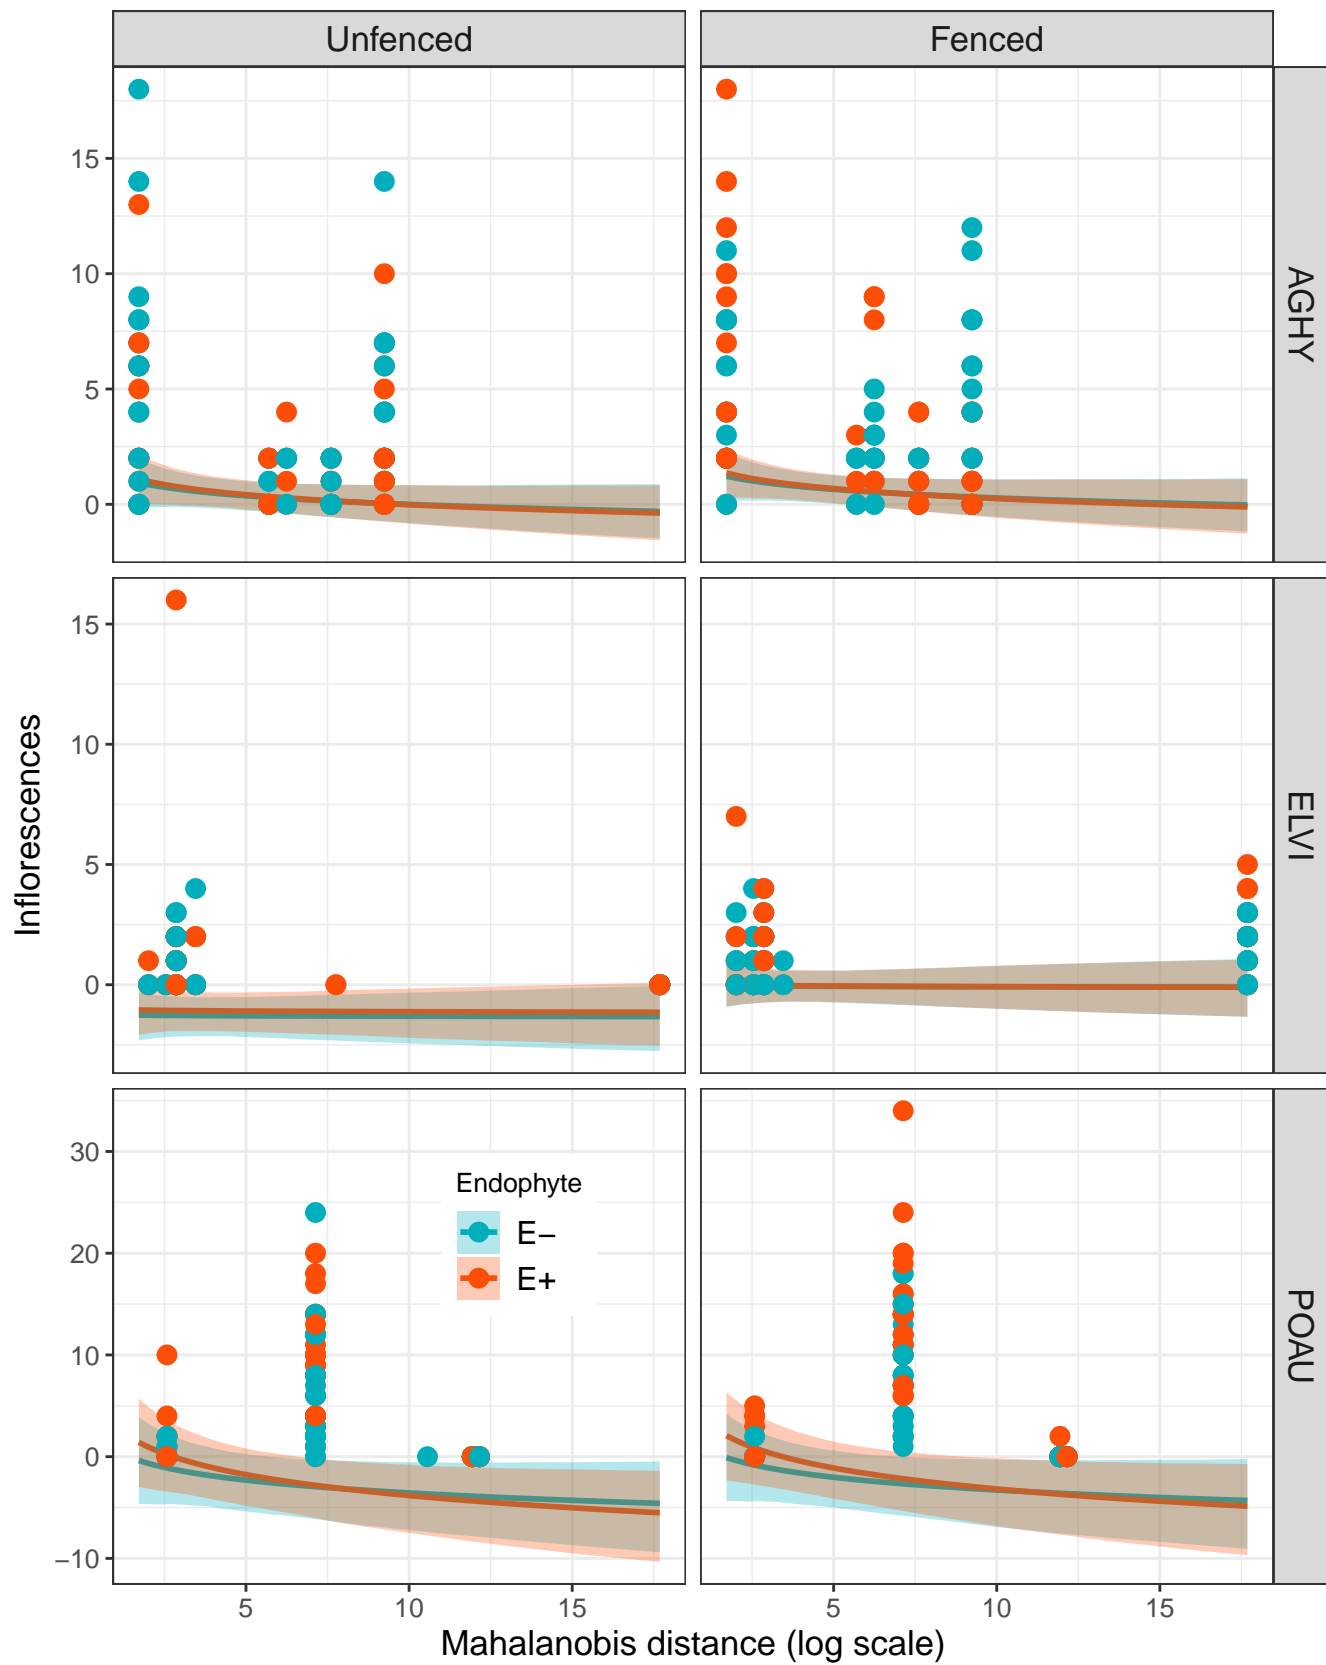 Unfenced
Fenced
15
10
5
0
AGHY
15
10
5
0
ELVI
Inflorescences
30
20
10
0
−10
Endophyte
E−
E+
POAU
5
10
15
5
10
15
Mahalanobis distance (log scale)